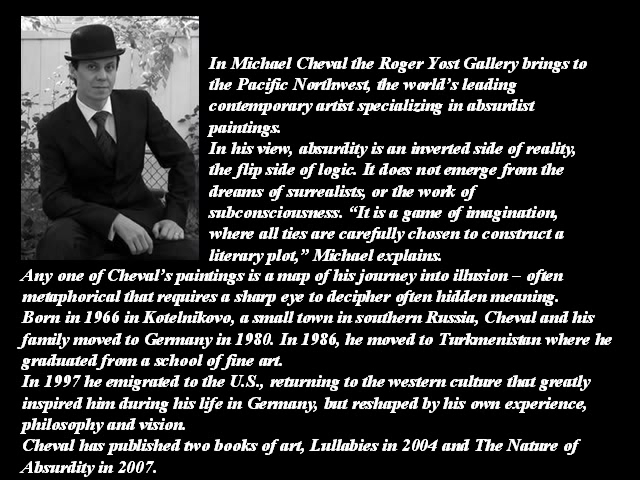 In Michael Cheval the Roger Yost Gallery brings to
the Pacific Northwest, the world's leading
contemporary artist specializing in absurdist
paintings.
In his view, absurdity is an inverted side of reality,
the flip side of logic. It does not emerge from the
dreams of surrealists, or the work of
subconsciousness. “It is a game of imagination,
where all ties are carefully chosen to construct a
literary plot,” Michael explains.
Any one of Cheval's paintings is a map of his journey into illusion – often
metaphorical that requires a sharp eye to decipher often hidden meaning.
Born in 1966 in Kotelnikovo, a small town in southern Russia, Cheval and his
family moved to Germany in 1980. In 1986, he moved to Turkmenistan where he
graduated from a school of fine art.
In 1997 he emigrated to the U.S., returning to the western culture that greatly
inspired him during his life in Germany, but reshaped by his own experience,
philosophy and vision.
Cheval has published two books of art, Lullabies in 2004 and The Nature of
Absurdity in 2007.